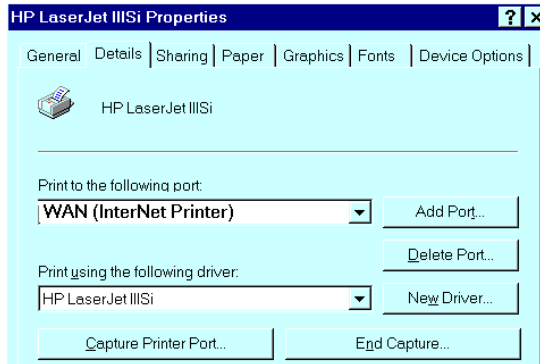 HP LaserJet IIISi Properties
General Details Sharing Paper Graphics Fonts Device Options
HP LaserJet IIISi
Print to the following port:
WAN (InterNet Printer)
Add Port...
Delete Port...
Print using the following driver:
HP LaserJet IIISi
New Driver...
Capture Printer Port...
End Capture...